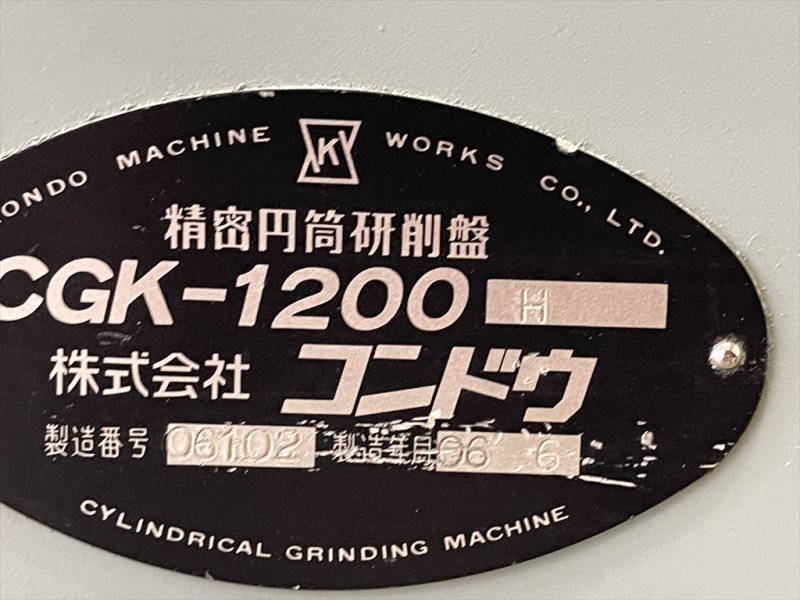 ONDO MACHINE K WORKS CO., LTD.
精密円筒研削盤
CGK-1200 H
株式会社 コンドウ
製造番号 06102 製造年月 06 6
CYLINDRICAL GRINDING MACHINE